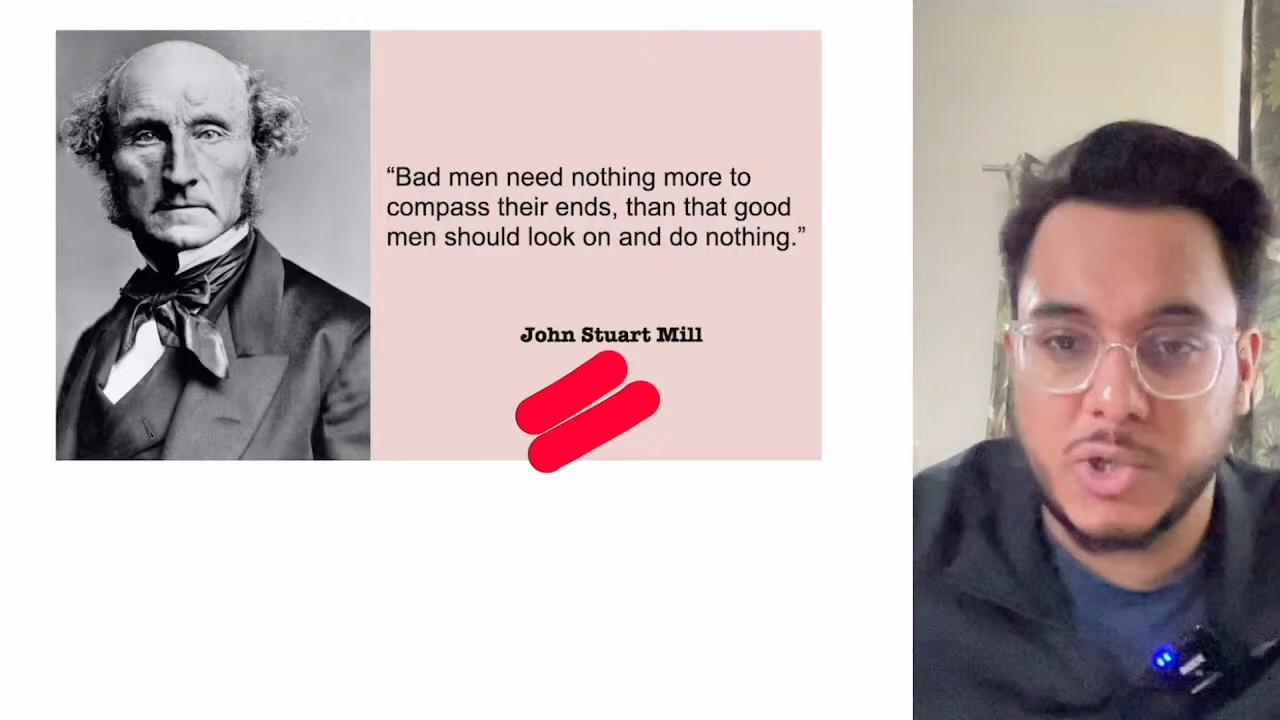 “Bad men need nothing more to
compass their ends, than that good
men should look on and do nothing.”
John Stuart Mill